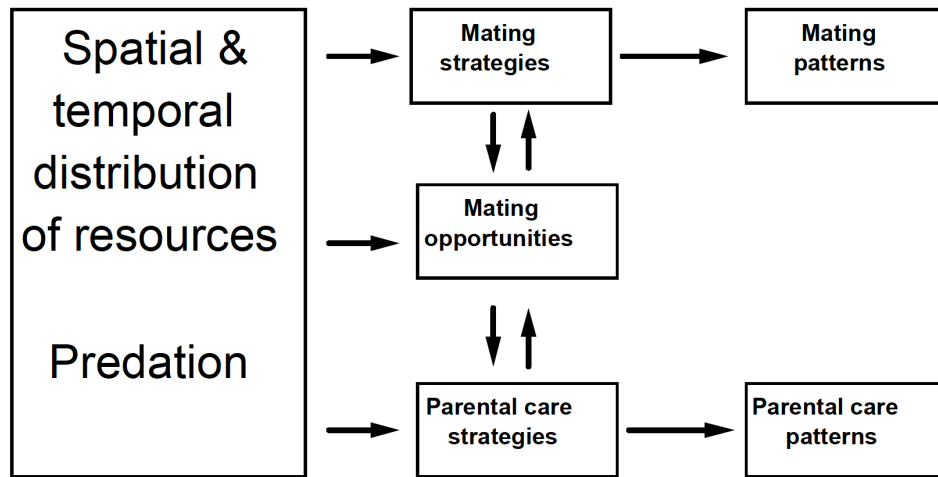 Spatial &
temporal
distribution
of resources
Predation
Mating
strategies
Mating
patterns
Mating
opportunities
Parental care
strategies
Parental care
patterns